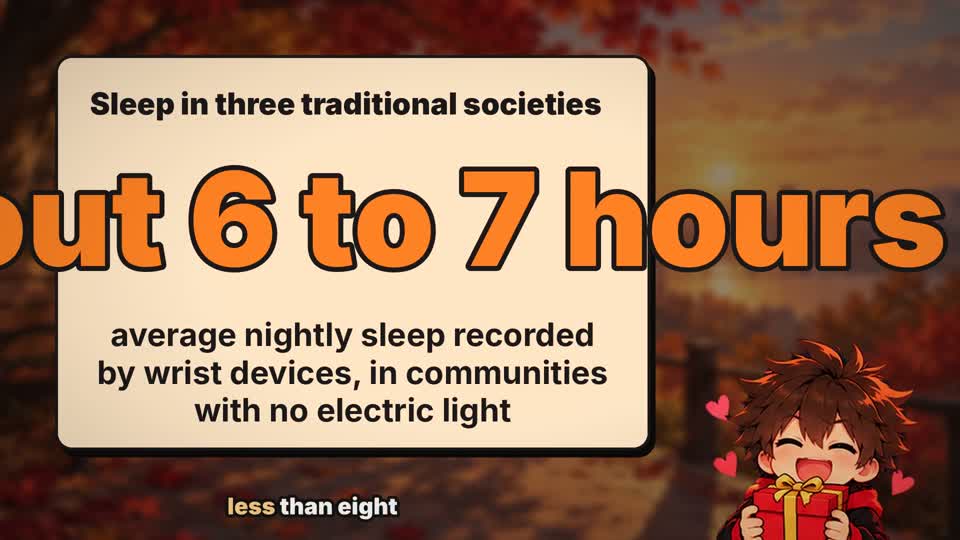 Sleep in three traditional societies
out 6 to 7 hours
average nightly sleep recorded
by wrist devices, in communities
with no electric light
less than eight